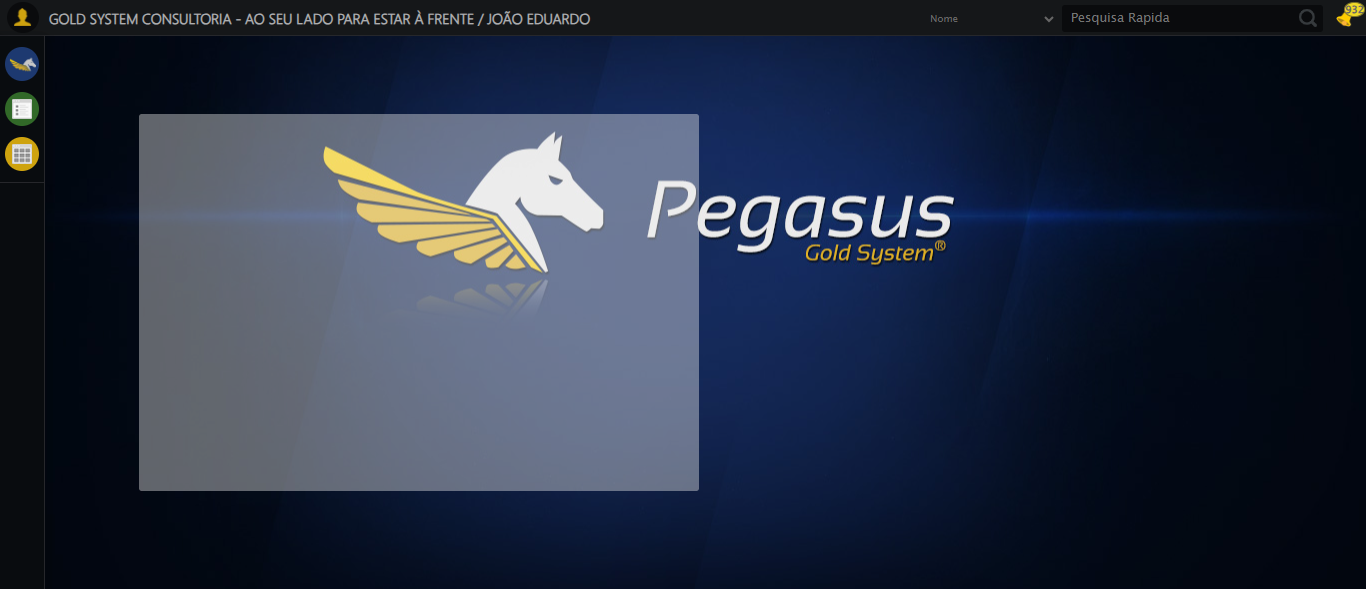 GOLD SYSTEM CONSULTORIA - AO SEU LADO PARA ESTAR À FRENTE / JOÃO EDUARDO
Nome
Pesquisa Rapida
932
Pegasus
Gold System®